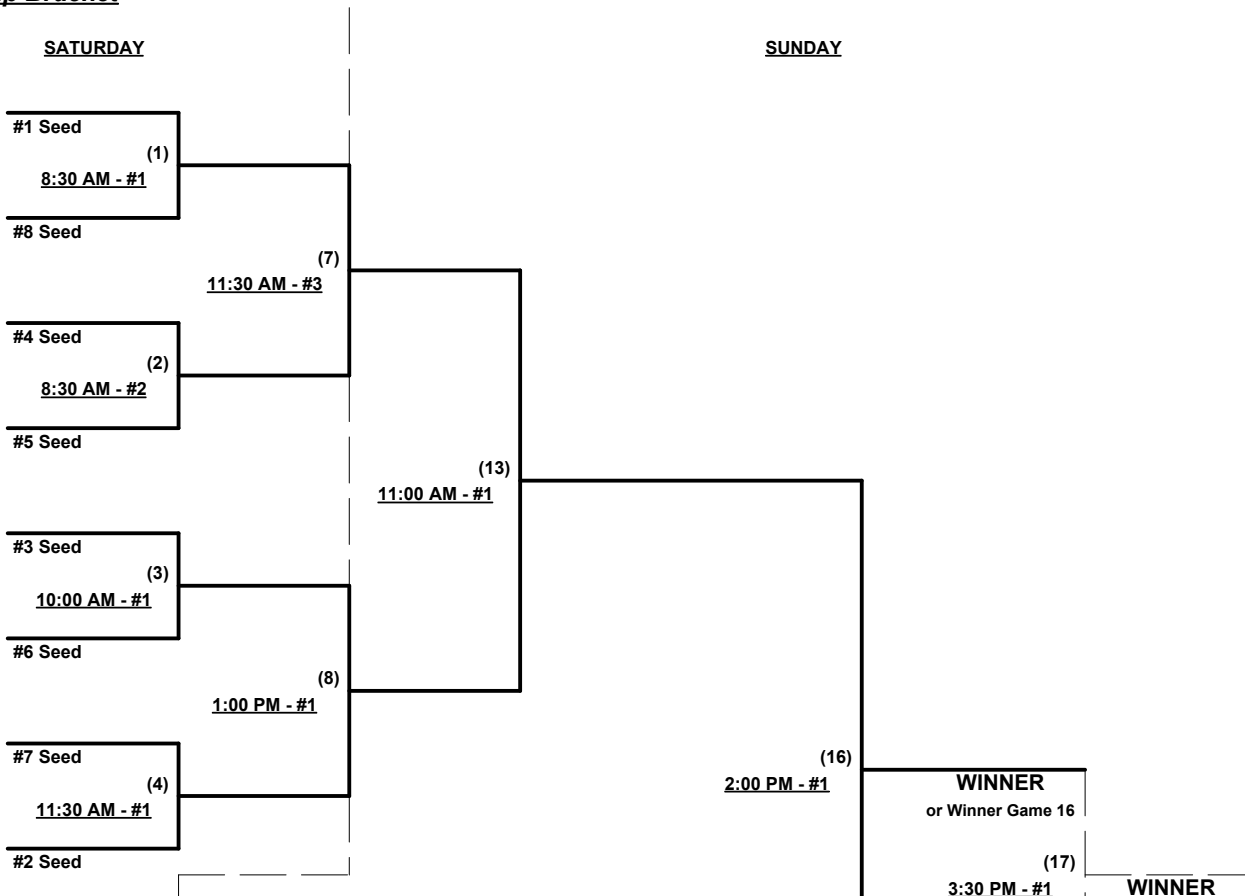 Bracket
SATURDAY
SUNDAY
#1 Seed
(1)
8:30 AM - #1
#8 Seed
(7)
11:30 AM - #3
#4 Seed
(2)
8:30 AM - #2
#5 Seed
(13)
11:00 AM - #1
#3 Seed
(3)
10:00 AM - #1
#6 Seed
(8)
1:00 PM - #1
#7 Seed
(4)
11:30 AM - #1
#2 Seed
(16)
2:00 PM - #1
WINNER
or Winner Game 16
(17)
3:30 PM - #1
WINNER